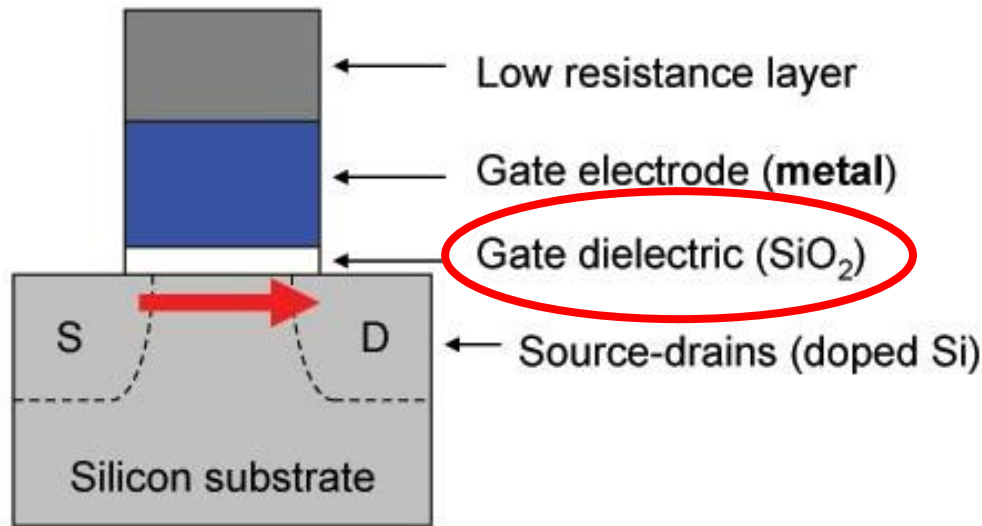 Low resistance layer
Gate electrode (metal)
Gate dielectric (SiO₂)
S
D
Source-drains (doped Si)
Silicon substrate